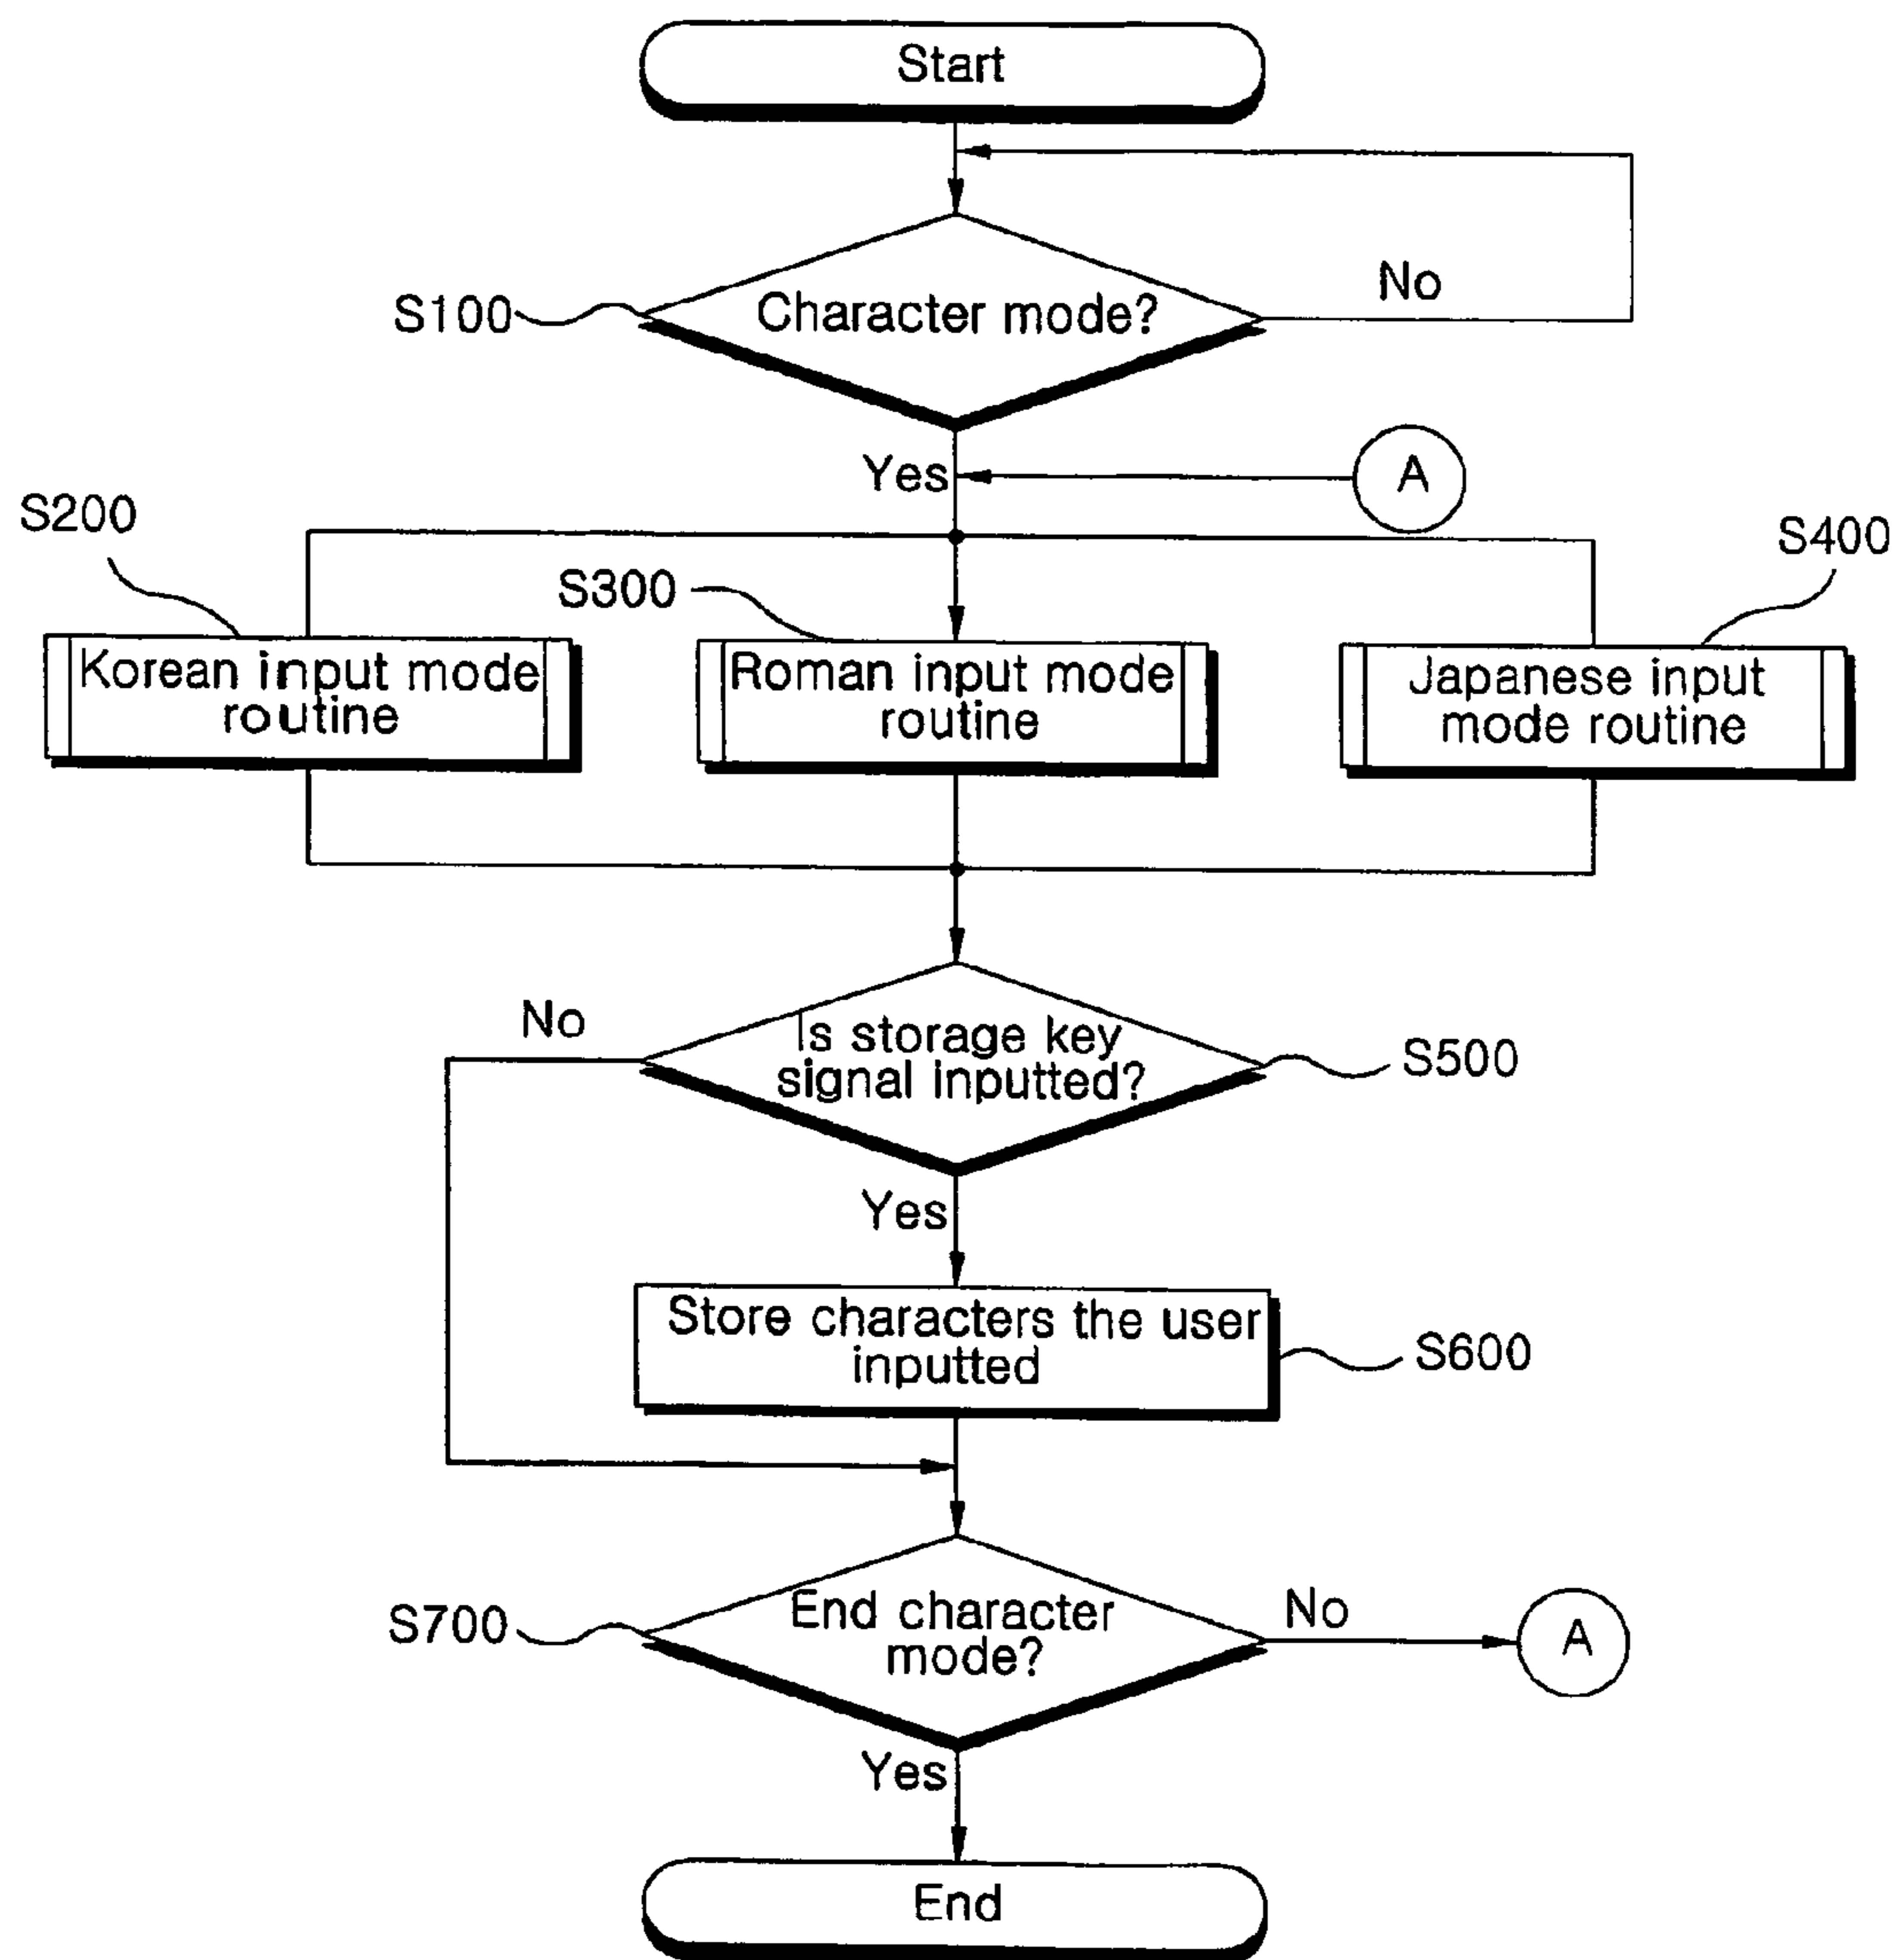 Start
No
S100
Character mode?
Yes
A
S200
S300
S400
Korean input mode
routine
Roman input mode
routine
Japanese input
mode routine
No
Is storage key
signal inputted?
S500
Yes
Store characters the user
inputted
S600
S700
End character
mode?
No
A
Yes
End